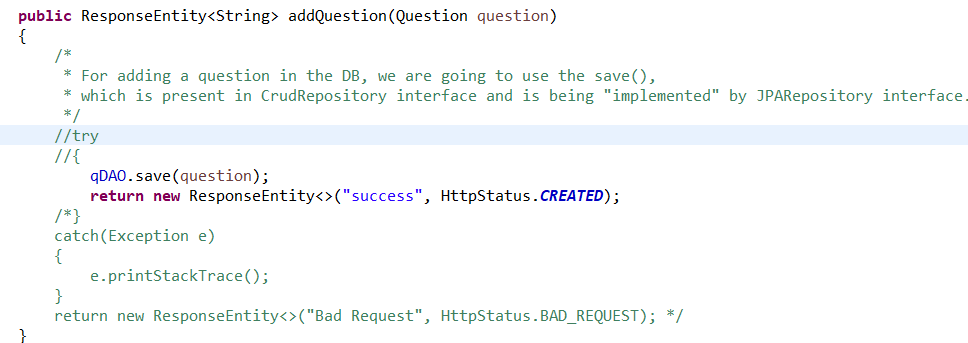 public ResponseEntity<String> addQuestion(Question question)
{
/*
* For adding a question in the DB, we are going to use the save(),
* which is present in CrudRepository interface and is being "implemented" by JPARepository interface.
*/
//try
//{
qDAO.save(question);
return new ResponseEntity<>("success", HttpStatus.CREATED);
/*}
catch(Exception e)
{
e.printStackTrace();
}
return new ResponseEntity<>("Bad Request", HttpStatus.BAD_REQUEST); */
}